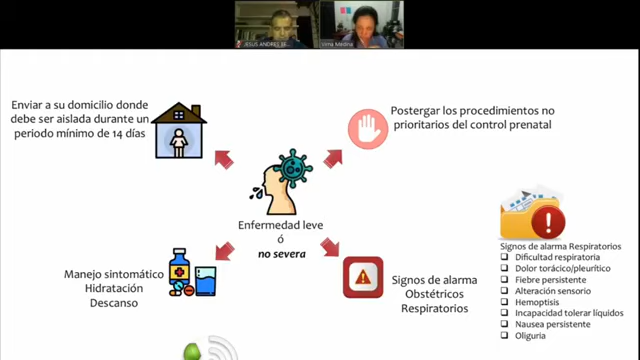 JESUS ANDRES BE
Vilma Medina
Enviar a su domicilio donde
debe ser aislada durante un
periodo mínimo de 14 días
Postergar los procedimientos no
prioritarios del control prenatal
Enfermedad leve
ó
no severa
Manejo sintomático
Hidratación
Descanso
Signos de alarma
Obstétricos
Respiratorios
Signos de alarma Respiratorios
Dificultad respiratoria
Dolor torácico/pleurítico
Fiebre persistente
Alteración sensorio
Hemoptisis
Incapacidad tolerar líquidos
Nausea persistente
Oliguria